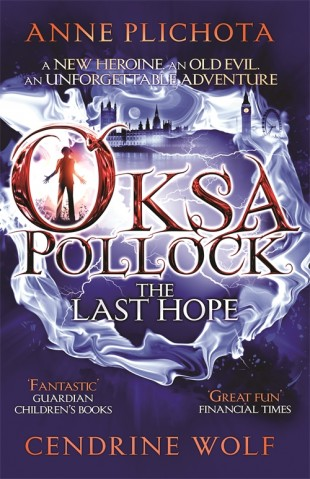 ANNE PLICHOTA
A NEW HEROINE. AN OLD EVIL.
AN UNFORGETTABLE ADVENTURE
OKSA
POLLOCK
THE
LAST HOPE
'FANTASTIC'
GUARDIAN
CHILDREN'S BOOKS
'GREAT FUN'
FINANCIAL TIMES
CENDRINE WOLF